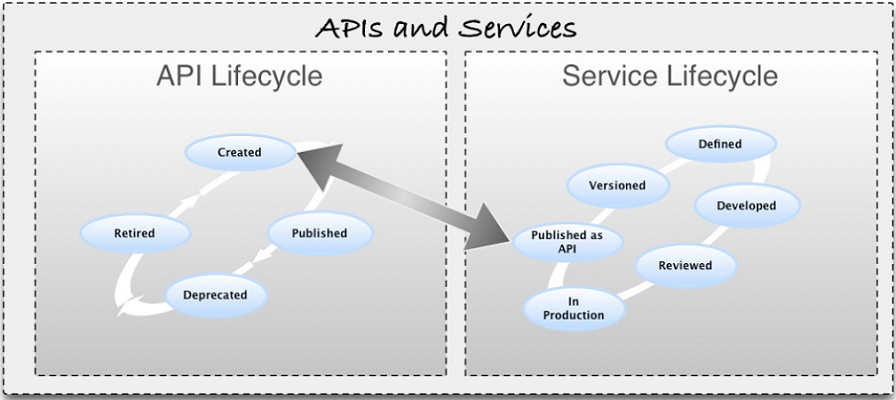 APIs and Services
API Lifecycle
Created
Retired
Published
Deprecated
Service Lifecycle
Defined
Versioned
Developed
Published as
API
Reviewed
In
Production